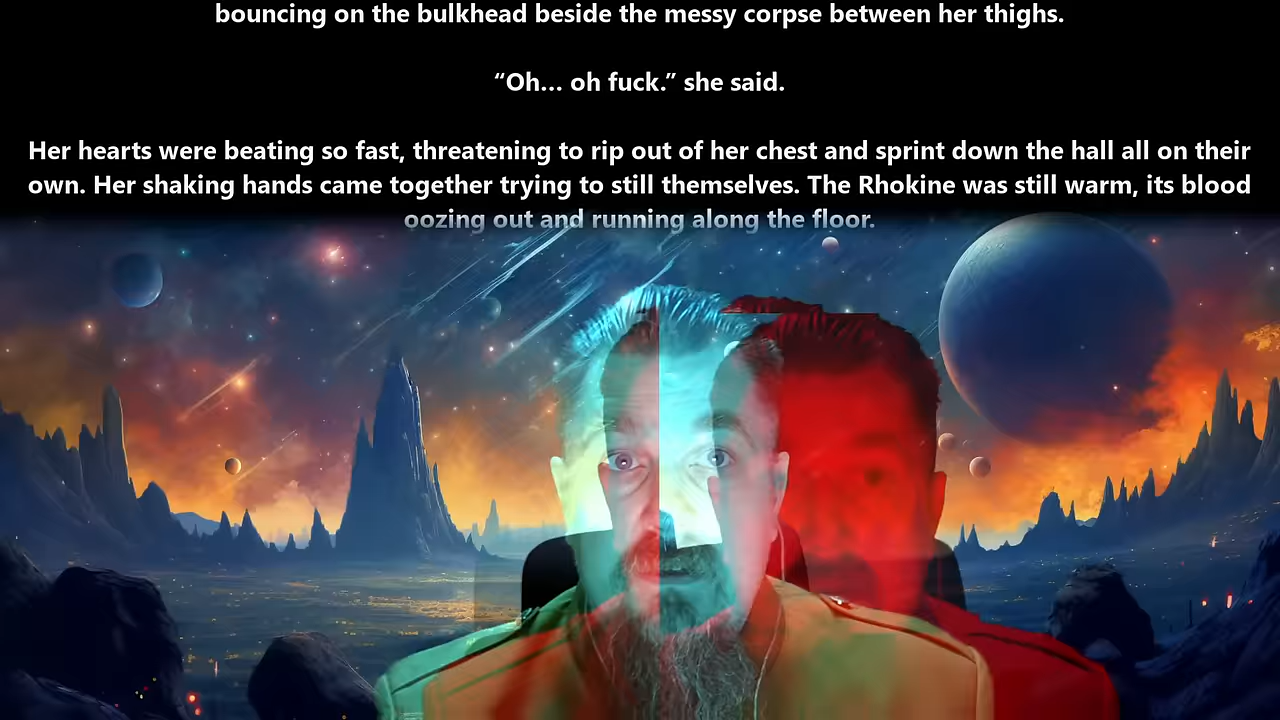 bouncing on the bulkhead beside the messy corpse between her thighs.
“Oh… oh fuck.” she said.
Her hearts were beating so fast, threatening to rip out of her chest and sprint down the hall all on their
own. Her shaking hands came together trying to still themselves. The Rhokine was still warm, its blood
oozing out and running along the floor.